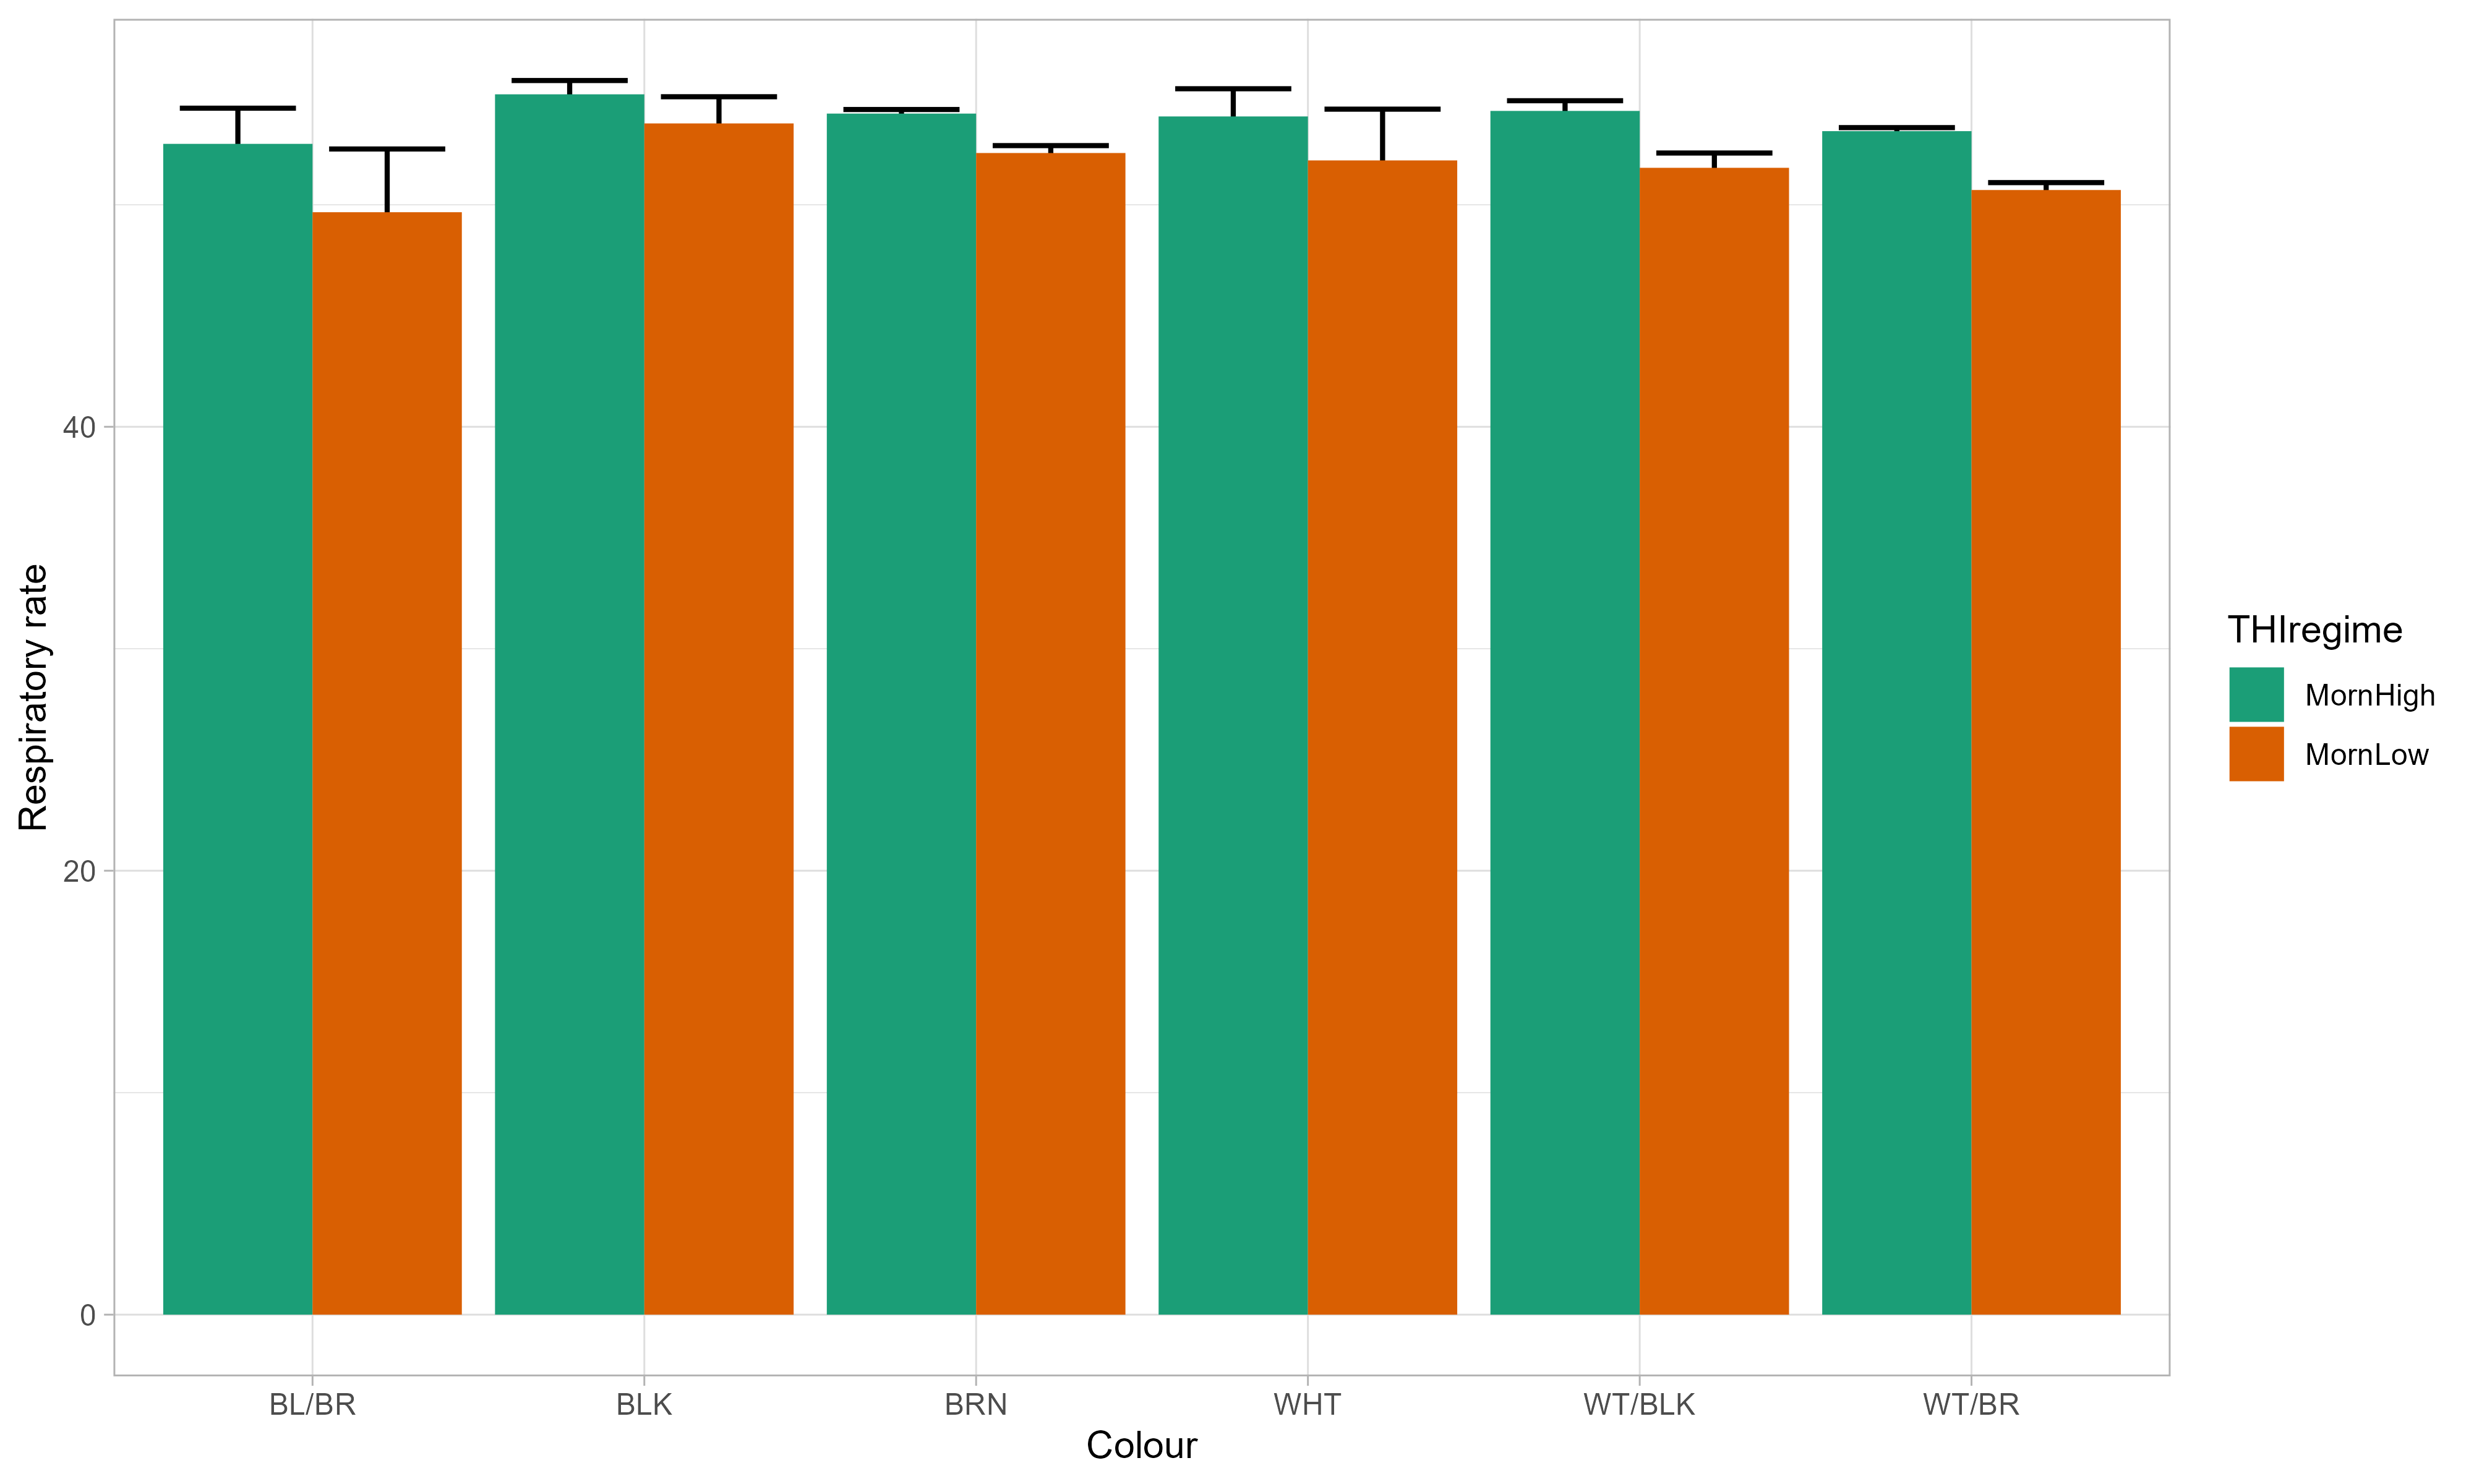 Respiratory rate
40
20
0
BL/BR
BLK
BRN
WHT
WT/BLK
WT/BR
Colour
THIregime
MornHigh
MornLow